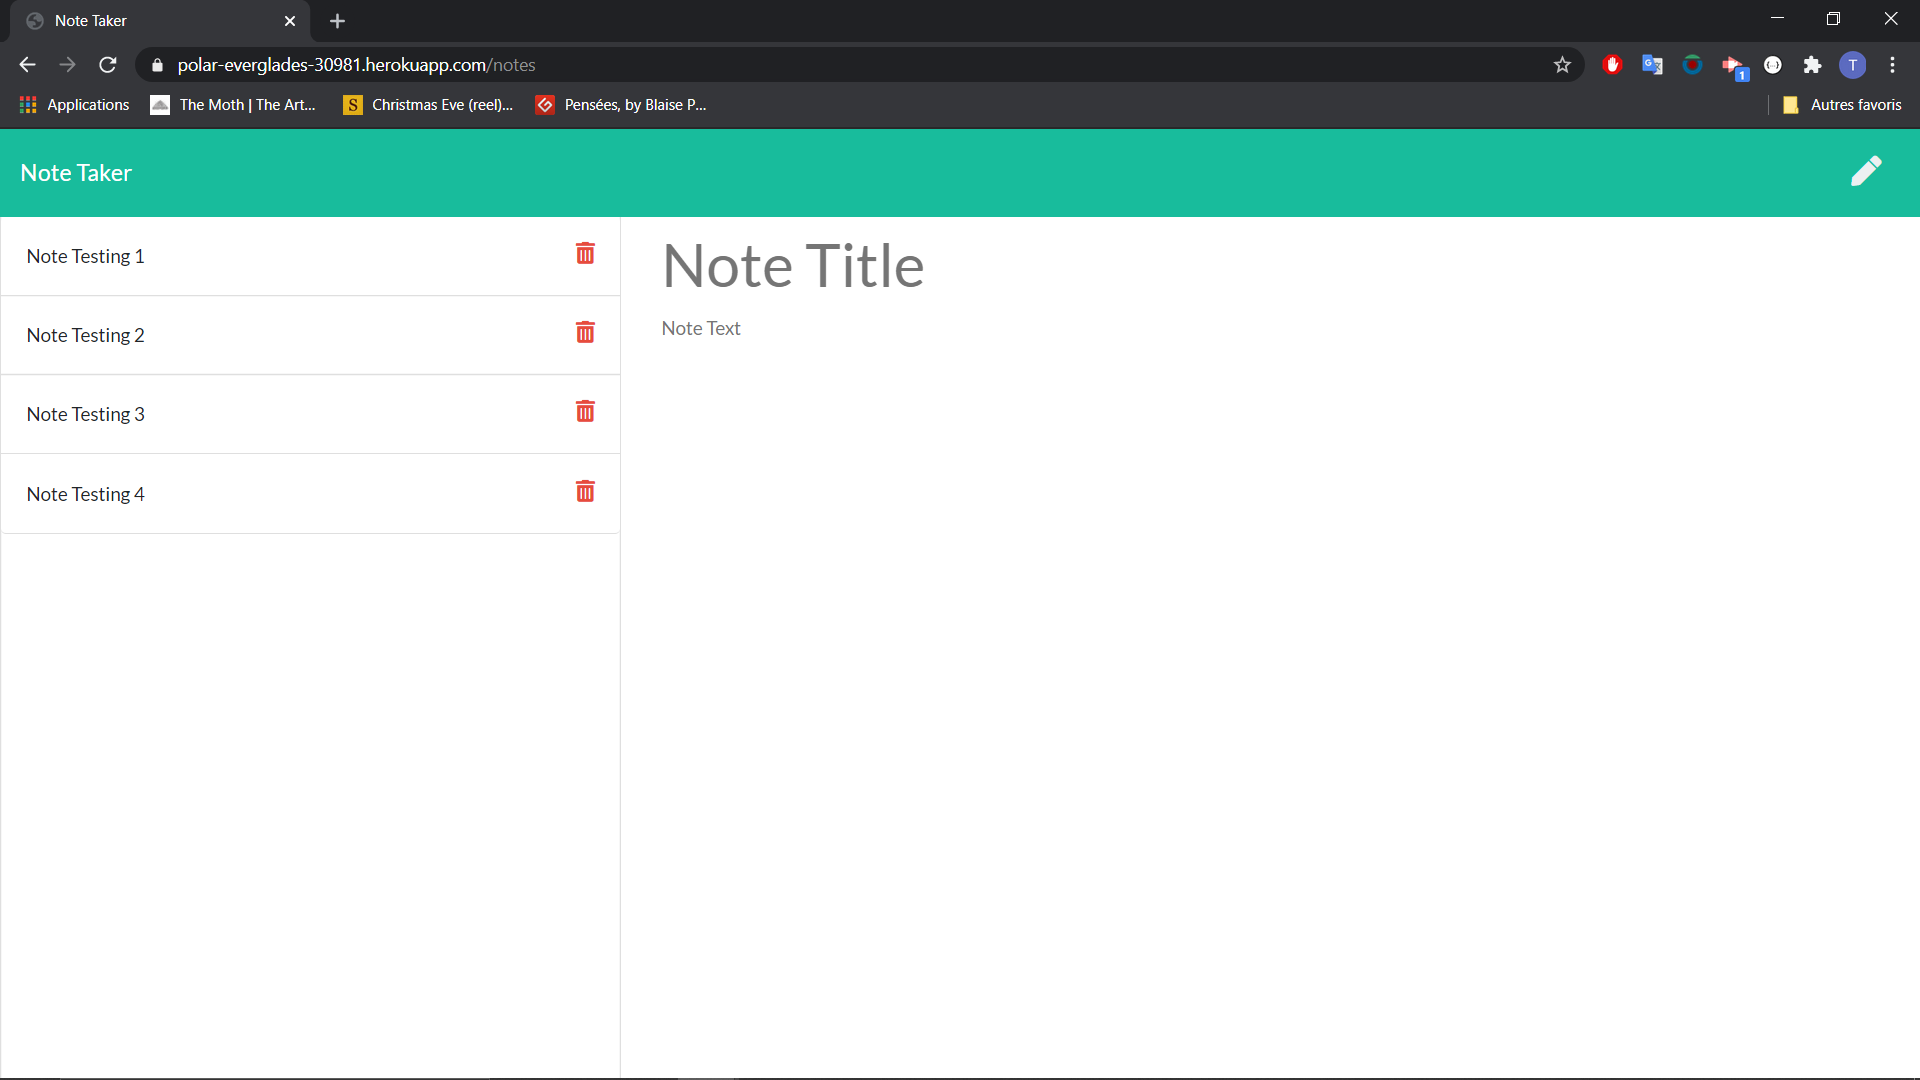 Note Taker
polar-everglades-30981.herokuapp.com/notes
T
1
Applications
The Moth | The Art...
S
Christmas Eve (reel)...
Pensées, by Blaise P...
Autres favoris
Note Taker
Note Testing 1
Note Testing 2
Note Testing 3
Note Testing 4
Note Title
Note Text